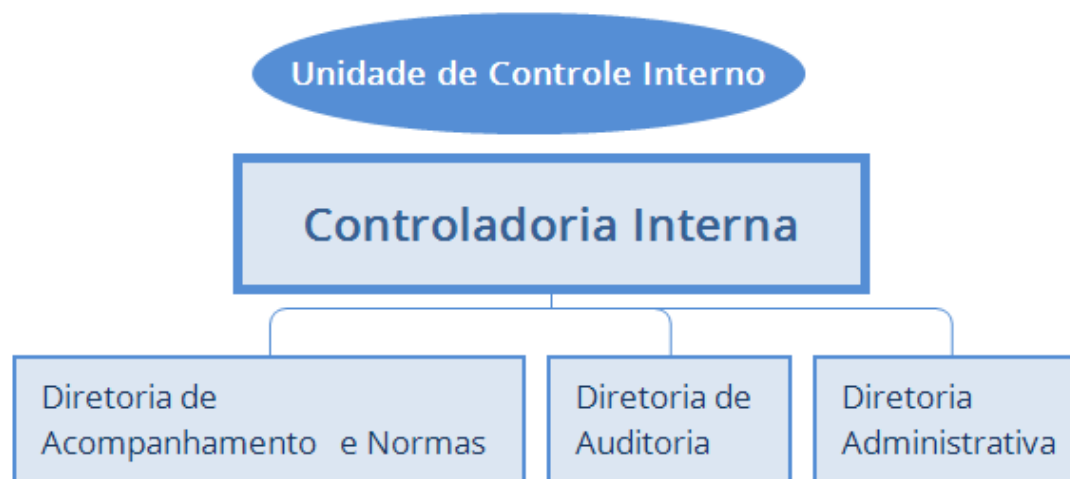 Unidade de Controle Interno
Controladoria Interna
Diretoria de
Acompanhamento e Normas
Diretoria de
Auditoria
Diretoria
Administrativa